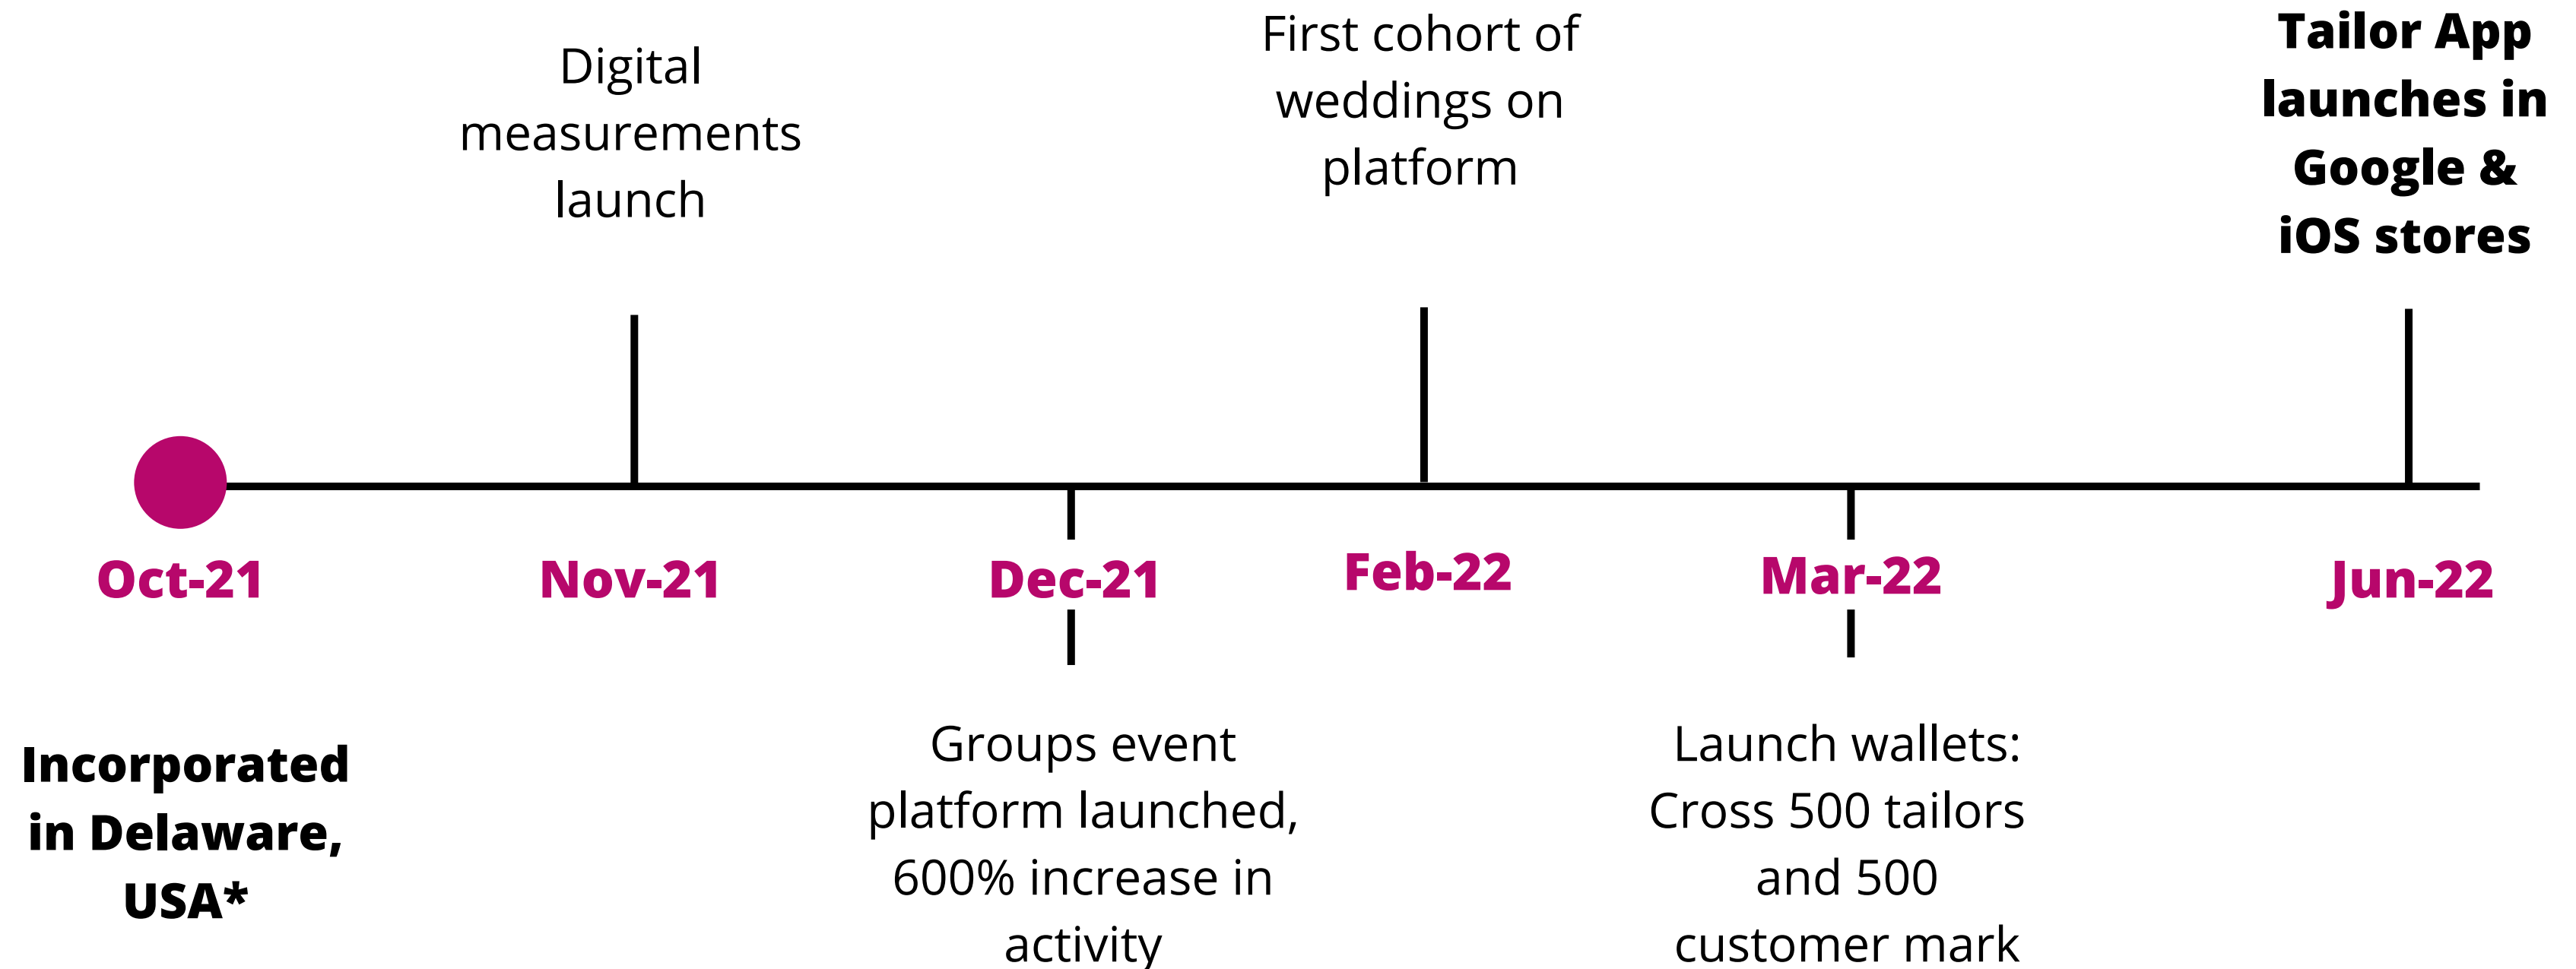 Digital
measurements
launch
First cohort of
weddings on
platform
Tailor App
launches in
Google &
iOS stores
Oct-21
Nov-21
Dec-21
Feb-22
Mar-22
Jun-22
Incorporated
in Delaware,
USA*
Groups event
platform launched,
600% increase in
activity
Launch wallets:
Cross 500 tailors
and 500
customer mark